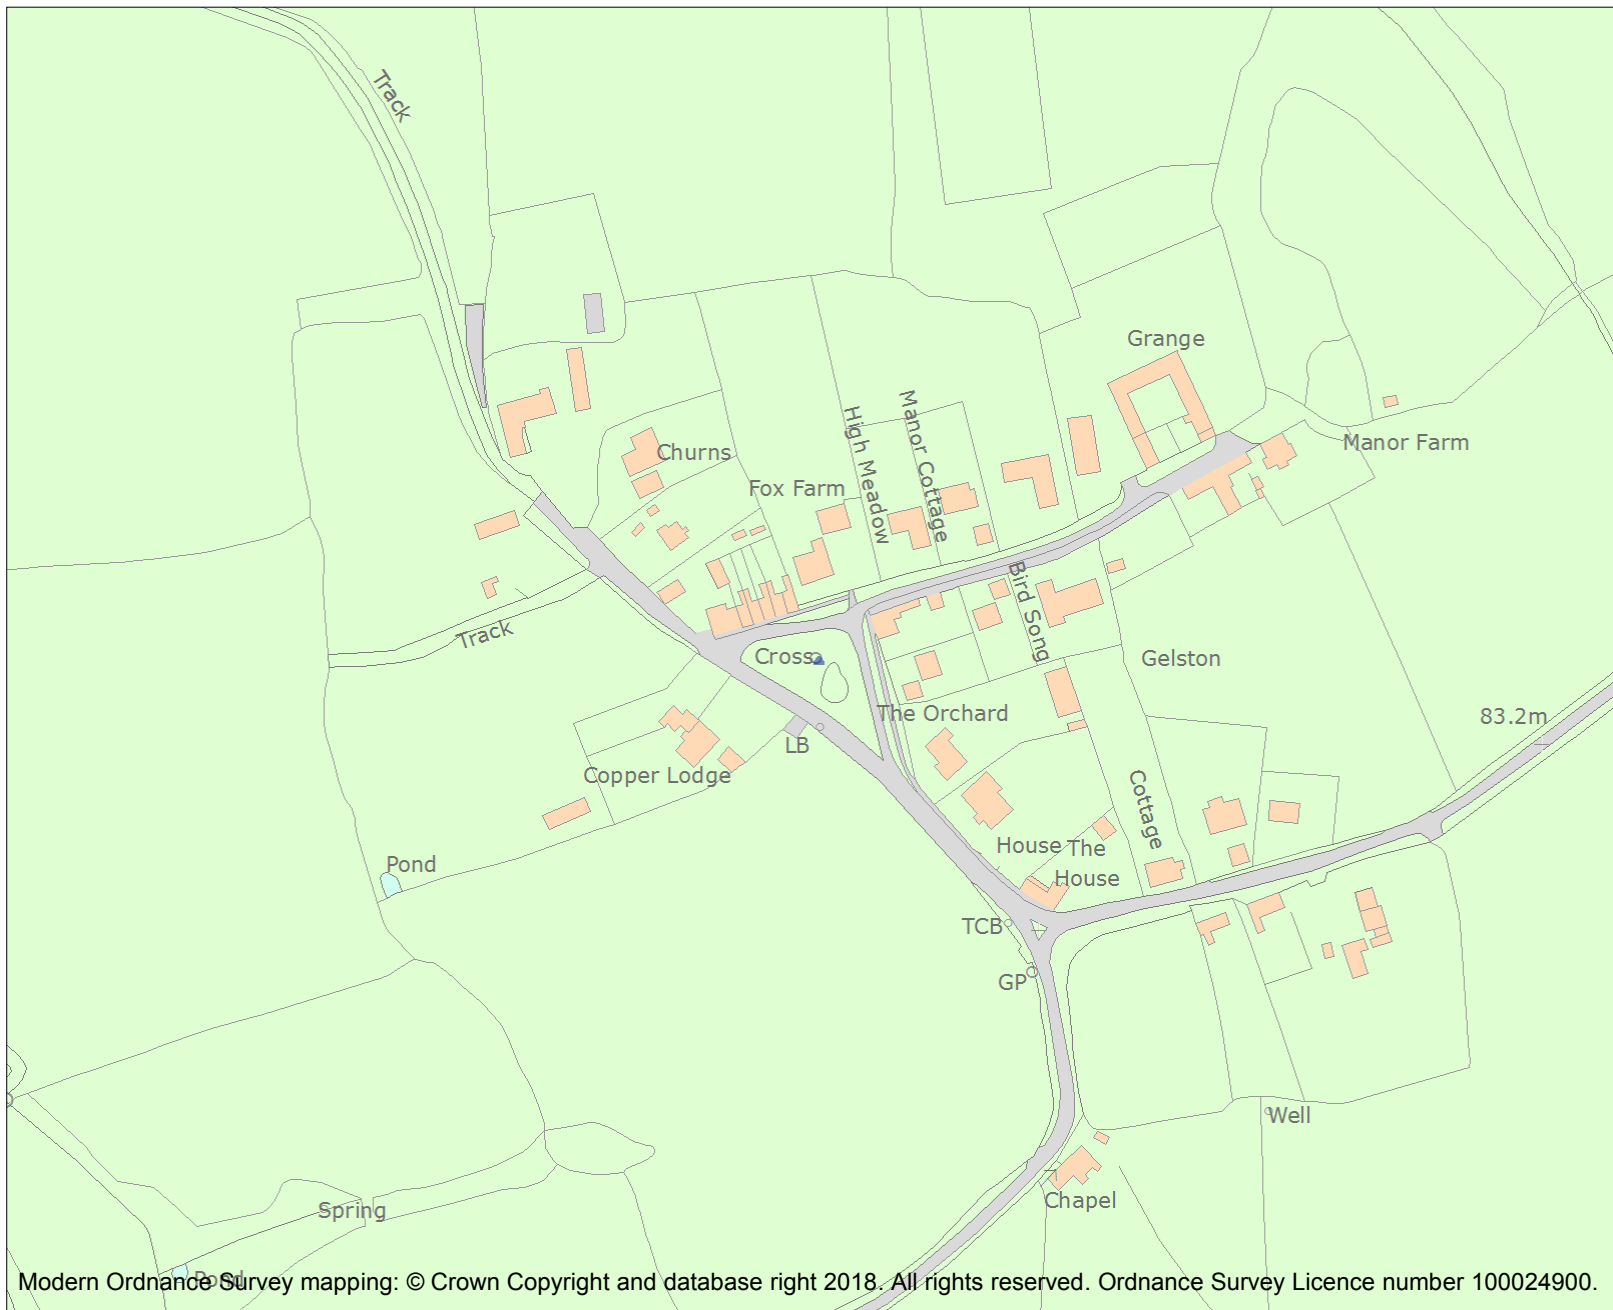 Track
Grange
Manor Farm
Manor Cottage
High Meadow
Churns
Fox Farm
Bird Song
Track
Cross
Gelston
The Orchard
83.2m
LB
Copper Lodge
Cottage
House The
House
Pond
TCB
GP
Well
Chapel
Spring
Pond
Modern Ordnance Survey mapping: © Crown Copyright and database right 2018. All rights reserved. Ordnance Survey Licence number 100024900.